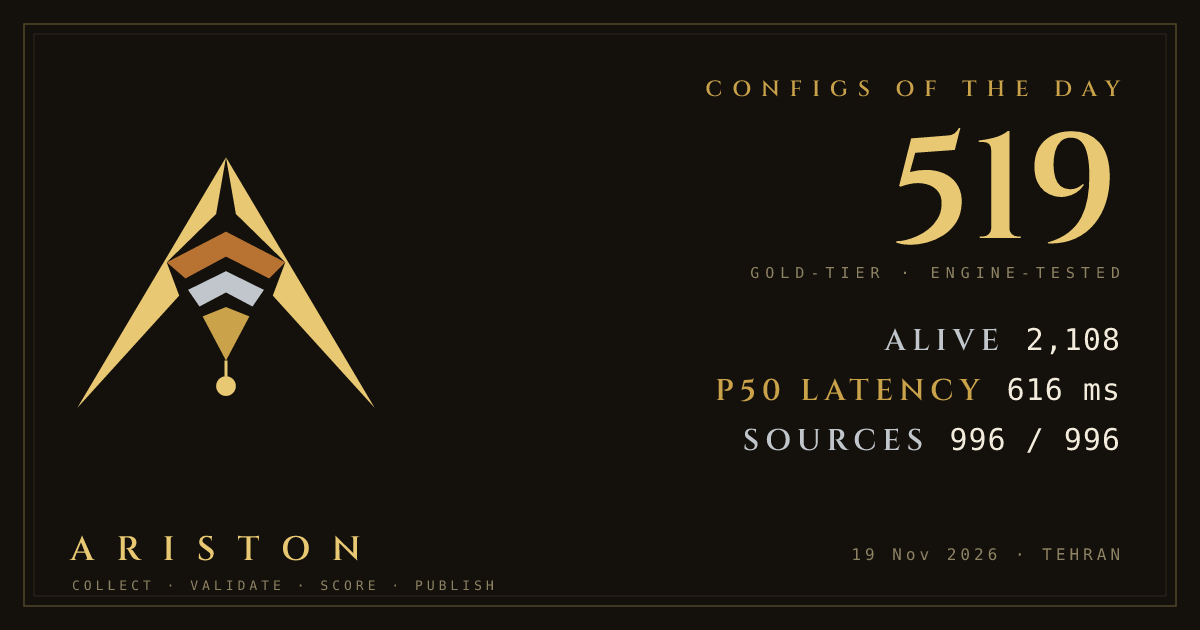 CONFIGS OF THE DAY
519
GOLD-TIER · ENGINE-TESTED
ALIVE 2,108
P50 LATENCY 616 ms
SOURCES 996 / 996
ARISTON
COLLECT · VALIDATE · SCORE · PUBLISH
19 Nov 2026 · TEHRAN